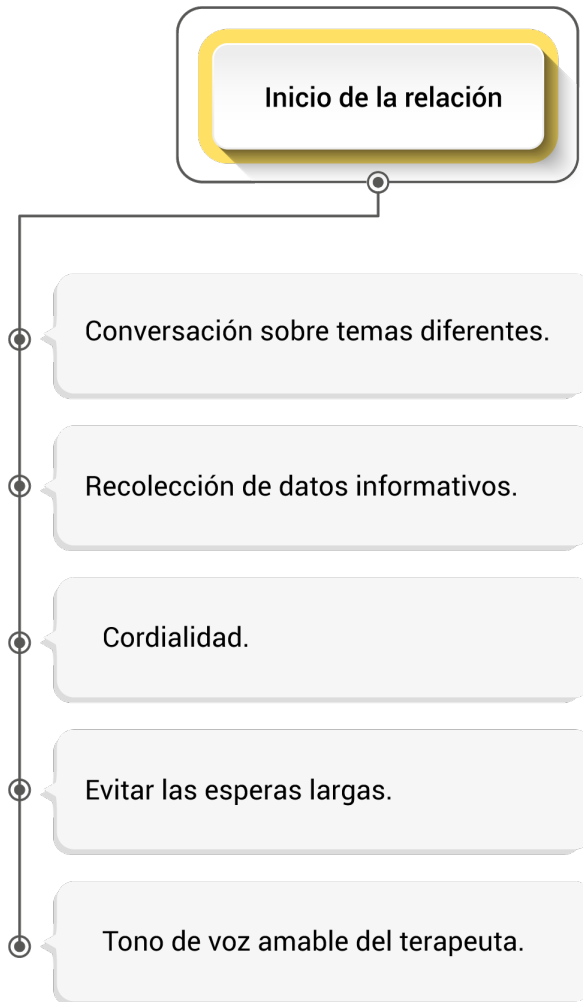 Inicio de la relación
Conversación sobre temas diferentes.
Recolección de datos informativos.
Cordialidad.
Evitar las esperas largas.
Tono de voz amable del terapeuta.